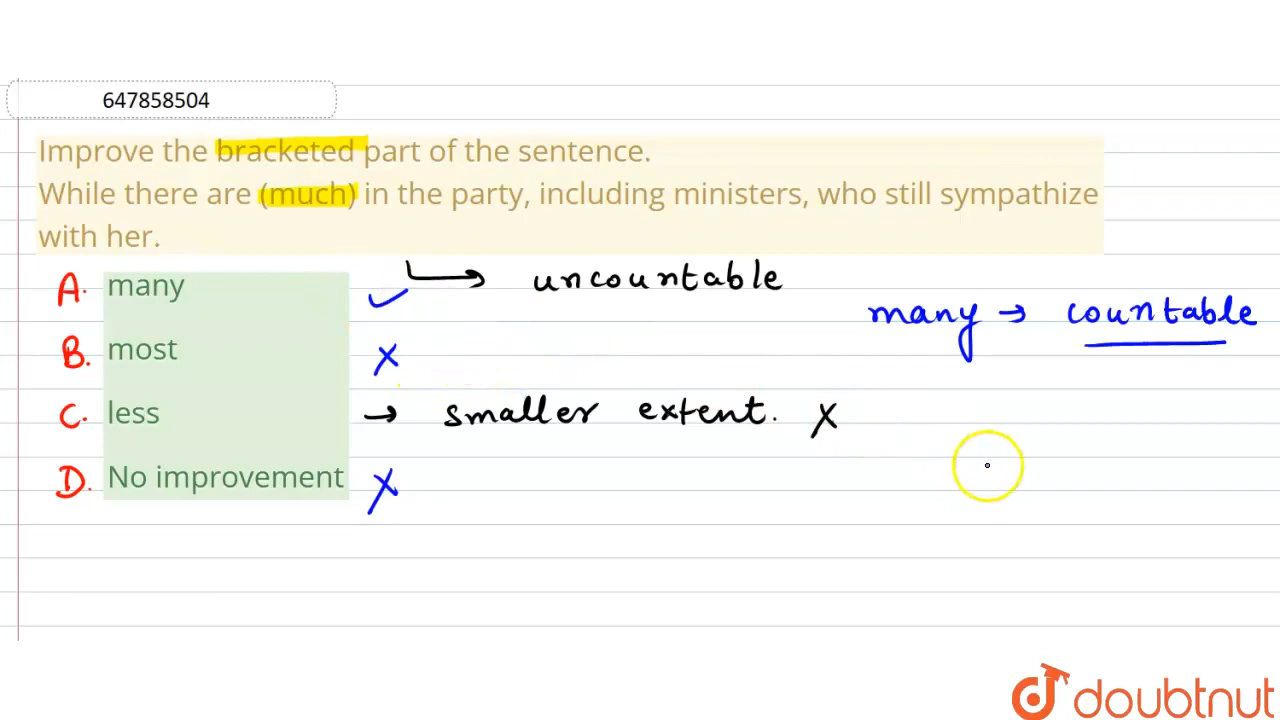 647858504
Improve the bracketed part of the sentence.
While there are (much) in the party, including ministers, who still sympathize
with her.
→ uncountable
A. many ✓
many → countable
B. most X
C. less → smaller extent. X
D. No improvement X
doubtnut